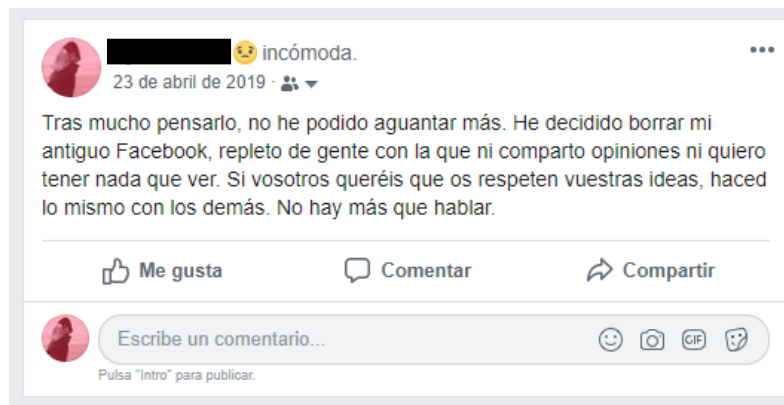 incómoda.
23 de abril de 2019 ·
Tras mucho pensarlo, no he podido aguantar más. He decidido borrar mi
antiguo Facebook, repleto de gente con la que ni comparto opiniones ni quiero
tener nada que ver. Si vosotros queréis que os respeten vuestras ideas, haced
lo mismo con los demás. No hay más que hablar.
Me gusta Comentar Compartir
Escribe un comentario... GIF
Pulsa "Intro" para publicar.